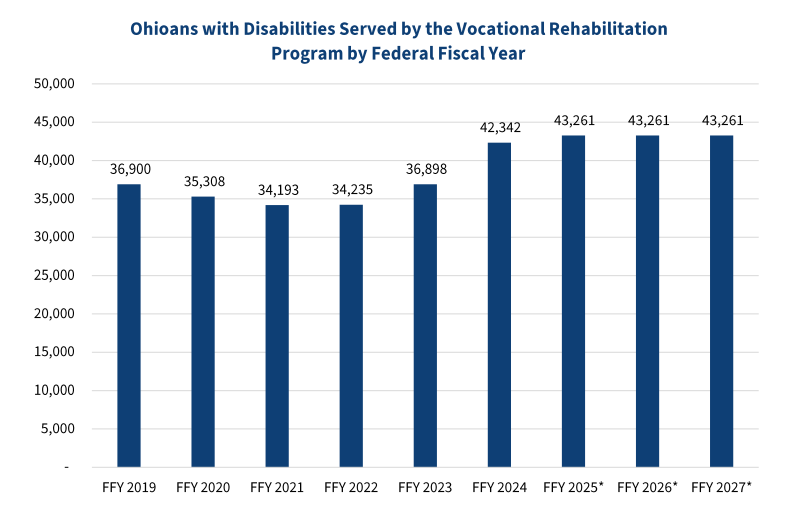 Ohioans with Disabilities Served by the Vocational Rehabilitation
Program by Federal Fiscal Year
50,000
45,000
40,000
35,000
30,000
25,000
20,000
15,000
10,000
5,000
-
36,900
35,308
34,193
34,235
36,898
42,342
43,261
43,261
43,261
FFY 2019
FFY 2020
FFY 2021
FFY 2022
FFY 2023
FFY 2024
FFY 2025*
FFY 2026*
FFY 2027*